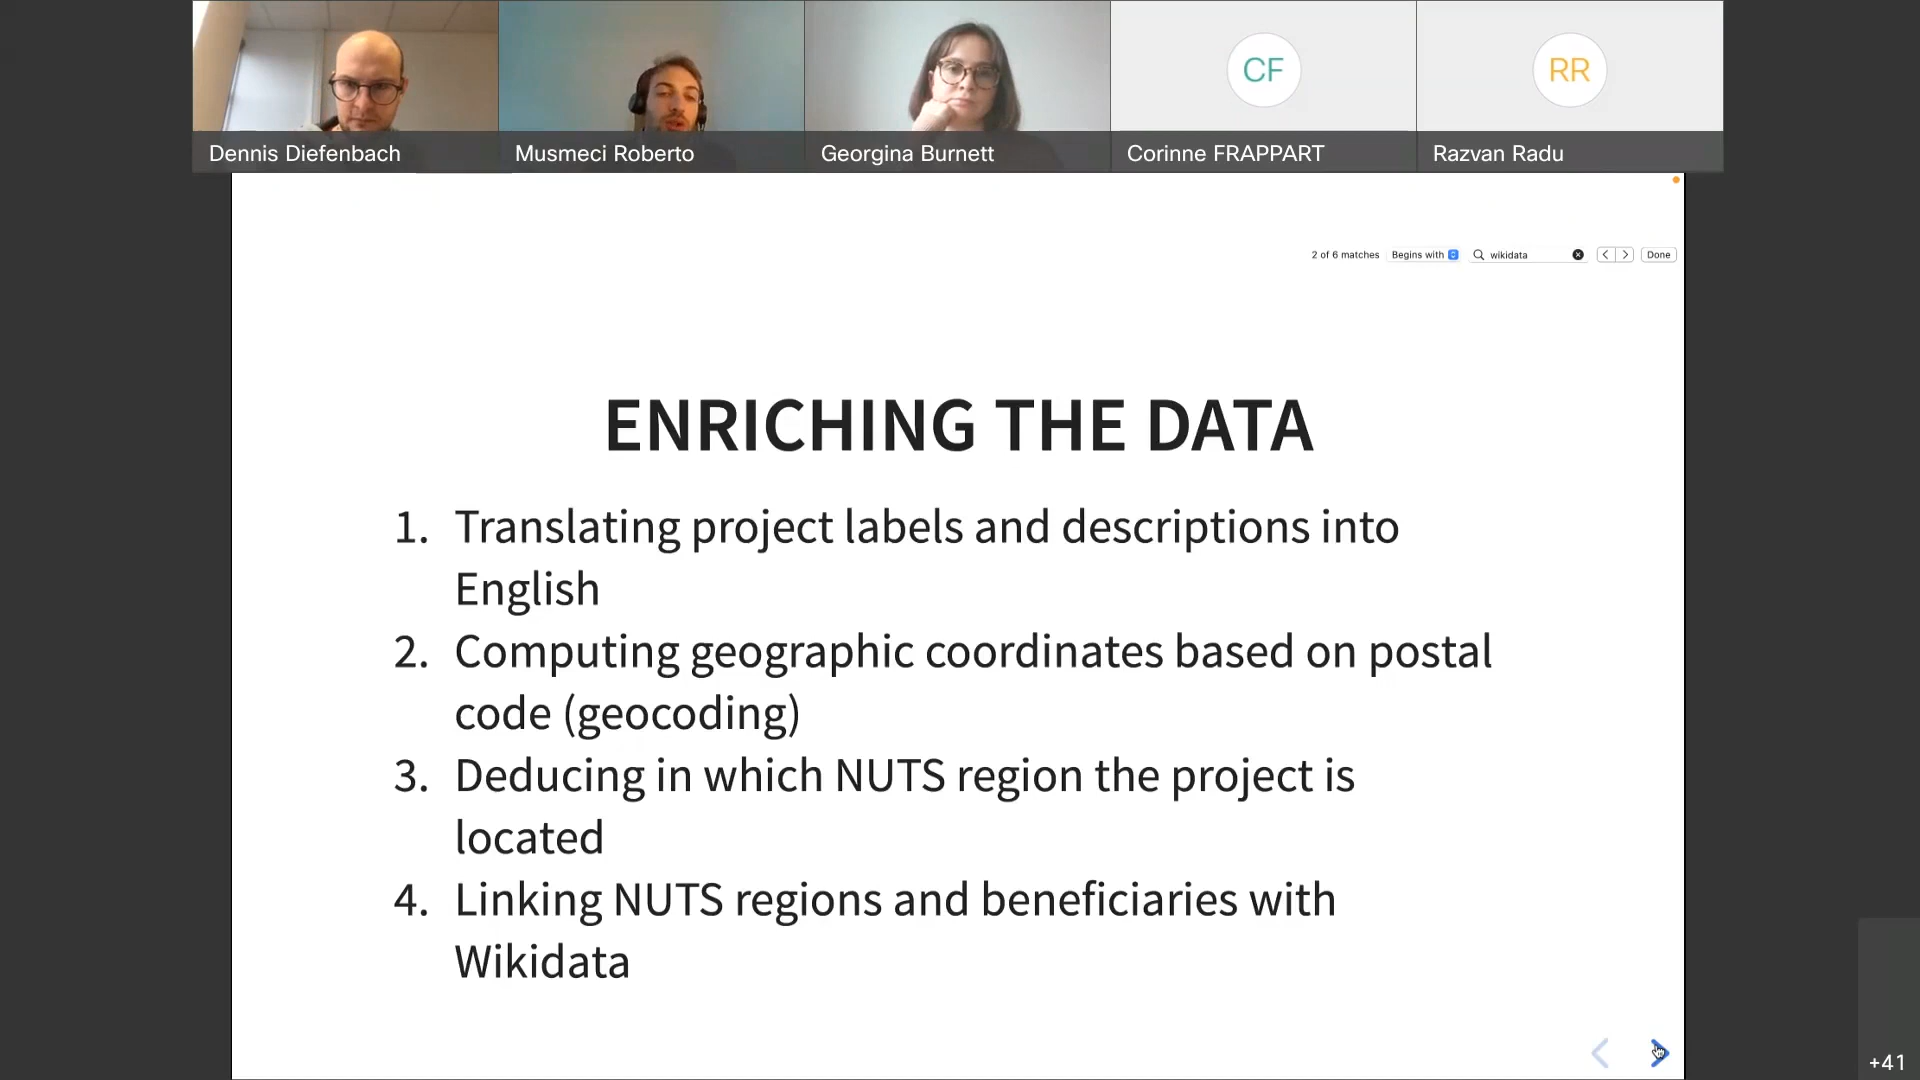 CF
RR
Dennis Diefenbach
Musmeci Roberto
Georgina Burnett
Corinne FRAPPART
Razvan Radu
2 of 6 matches Begins with wikidata Done
ENRICHING THE DATA
1. Translating project labels and descriptions into
English
2. Computing geographic coordinates based on postal
code (geocoding)
3. Deducing in which NUTS region the project is
located
4. Linking NUTS regions and beneficiaries with
Wikidata
+41